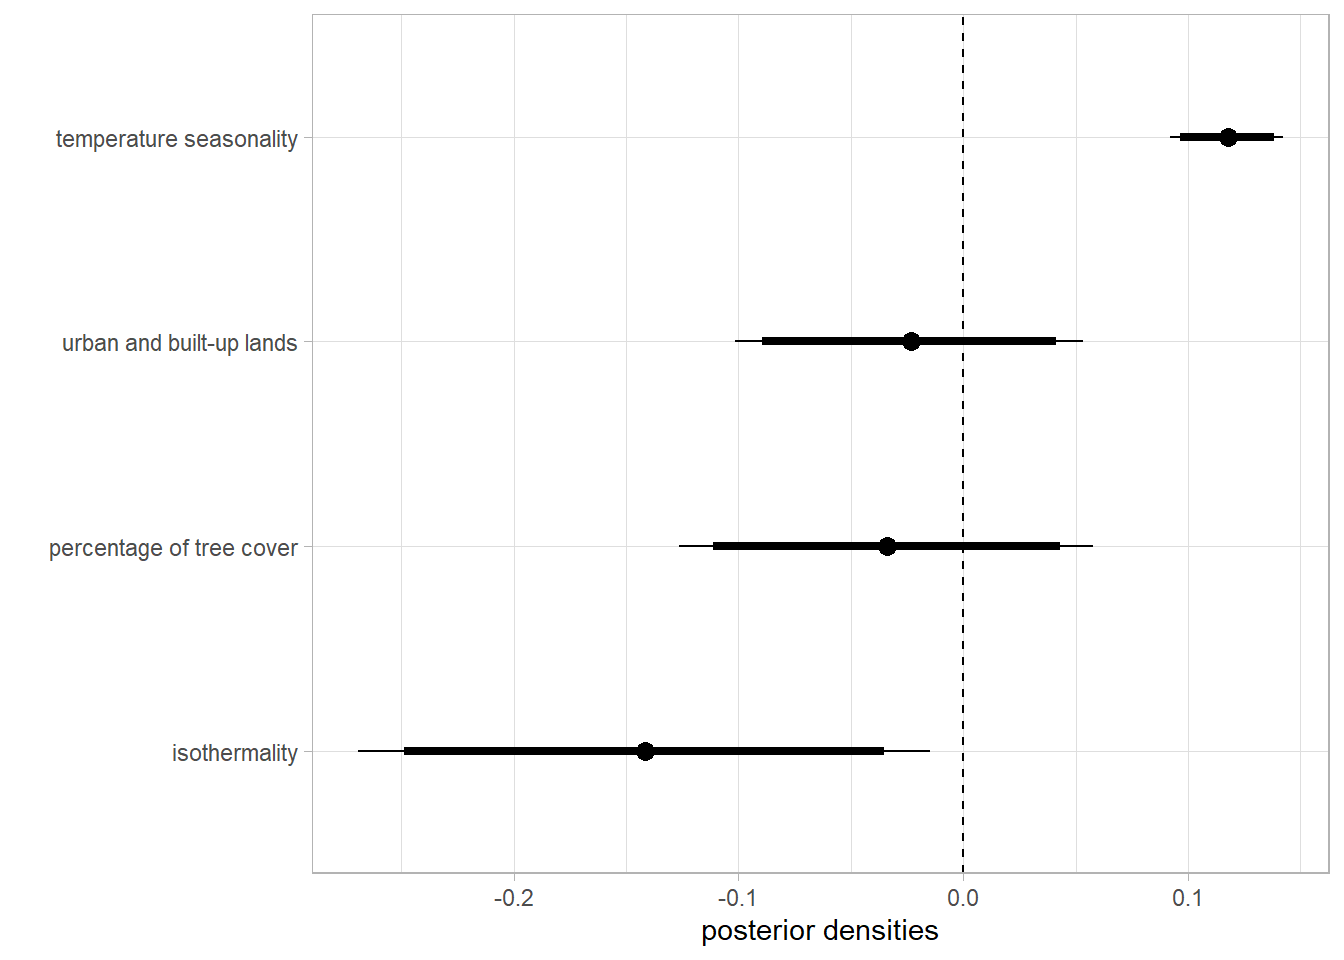 temperature seasonality
urban and built-up lands
percentage of tree cover
isothermality
-0.2 -0.1 0.0 0.1
posterior densities